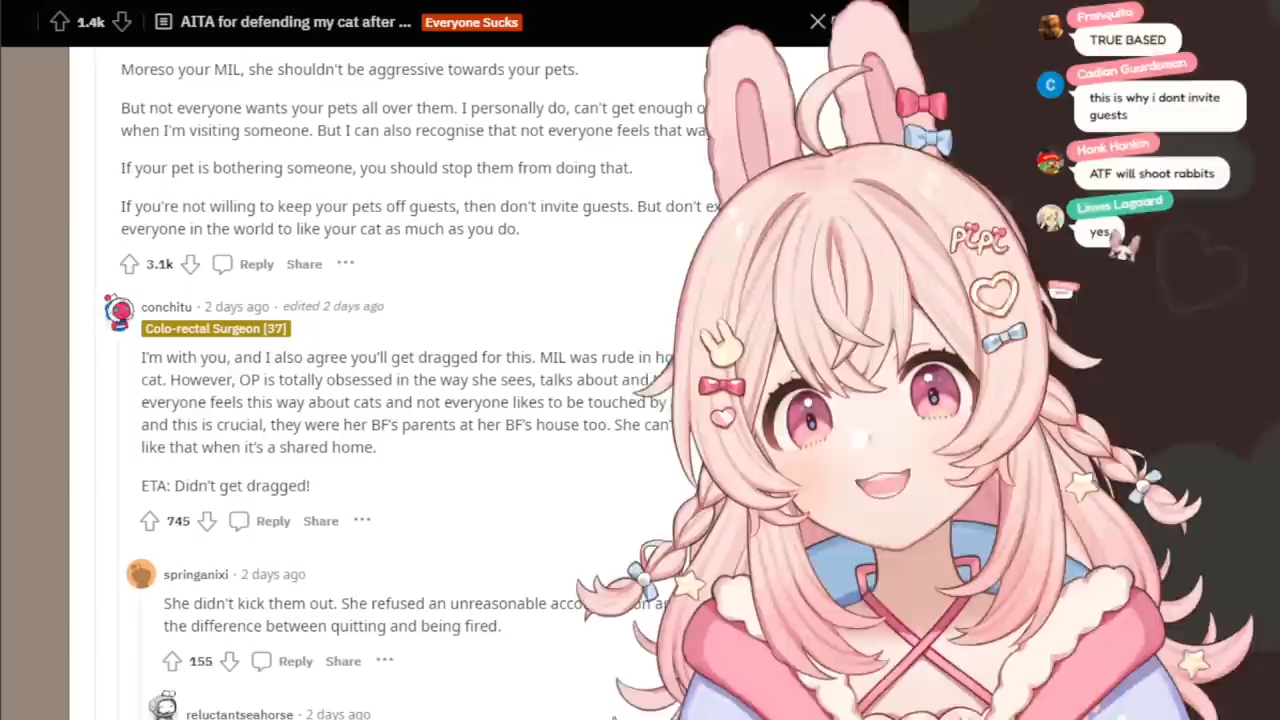 1.4k AITA for defending my cat after ... Everyone Sucks
Moreso your MIL, she shouldn't be aggressive towards your pets.
But not everyone wants your pets all over them. I personally do, can't get enough
when I'm visiting someone. But I can also recognise that not everyone feels that
If your pet is bothering someone, you should stop them from doing that.
If you're not willing to keep your pets off guests, then don't invite guests. But don't
everyone in the world to like your cat as much as you do.
3.1k Reply Share ...
conchitu · 2 days ago · edited 2 days ago
Colo-rectal Surgeon [37]
I'm with you, and I also agree you'll get dragged for this. MIL was rude in
cat. However, OP is totally obsessed in the way she sees, talks about and
everyone feels this way about cats and not everyone likes to be touched by
and this is crucial, they were her BF's parents at her BF's house too. She
like that when it's a shared home.
ETA: Didn't get dragged!
745 Reply Share ...
springanixi · 2 days ago
She didn't kick them out. She refused an unreasonable
the difference between quitting and being fired.
155 Reply Share ...
reluctantseahorse · 2 days ago
pipi
Franquito
TRUE BASED
Cadian Guardsman
C
this is why i dont invite
guests
Honk Honkin
ATF will shoot rabbits
Linves Lagaard
yes